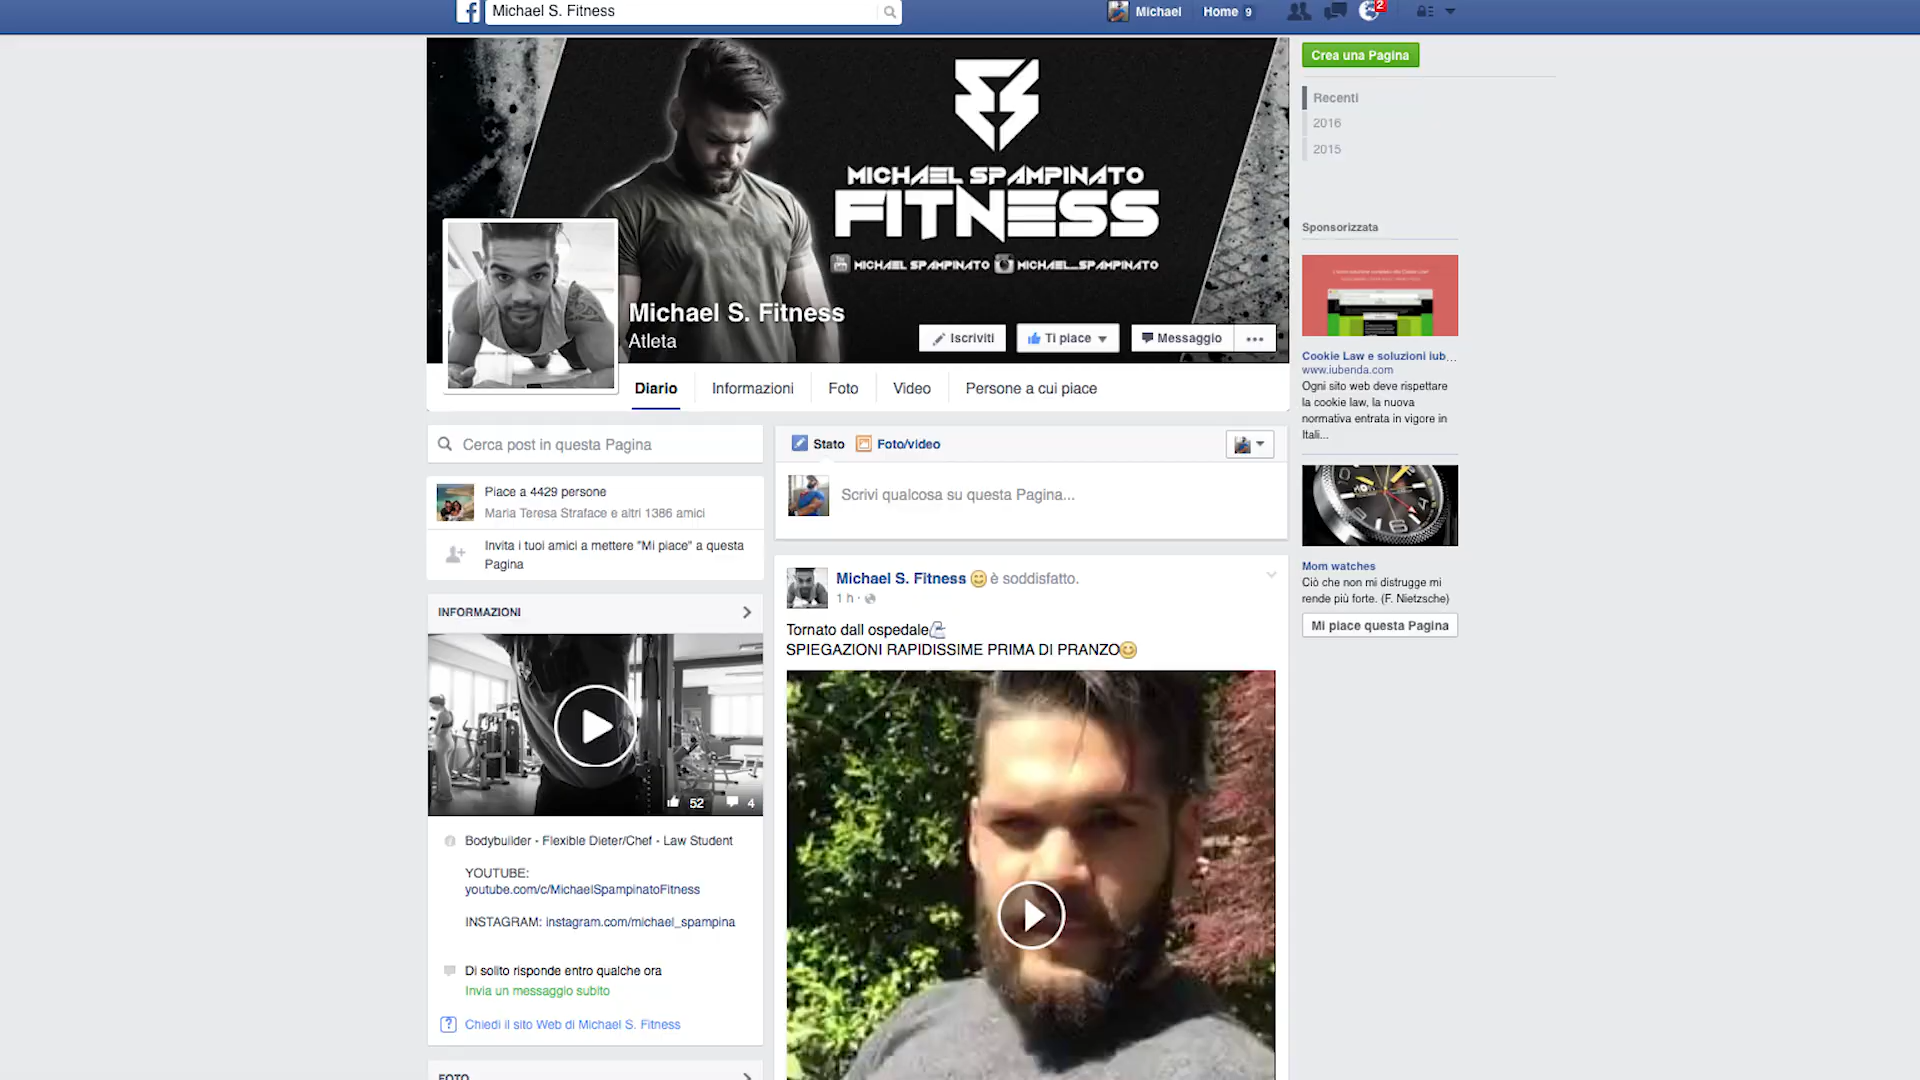 Michael S. Fitness
Michael
Home 9
2
MICHAEL SPAMPINATO
FITNESS
MICHAEL SPAMPINATO
MICHAEL_SPAMPINATO
Michael S. Fitness
Atleta
Iscriviti
Ti piace
Messaggio
Diario
Informazioni
Foto
Video
Persone a cui piace
Cerca post in questa Pagina
Piace a 4429 persone
Maria Teresa Straface e altri 1386 amici
Invita i tuoi amici a mettere "Mi piace" a questa
Pagina
INFORMAZIONI
52
4
Bodybuilder - Flexible Dieter/Chef - Law Student
YOUTUBE:
youtube.com/c/MichaelSpampinatoFitness
INSTAGRAM: instagram.com/michael_spampina
Di solito risponde entro qualche ora
Invia un messaggio subito
Chiedi il sito Web di Michael S. Fitness
FOTO
Stato
Foto/video
Scrivi qualcosa su questa Pagina...
Michael S. Fitness 😊 è soddisfatto.
1 h ·
Tornato dall ospedale💪
SPIEGAZIONI RAPIDISSIME PRIMA DI PRANZO😊
Crea una Pagina
Recenti
2016
2015
Sponsorizzata
Cookie Law e soluzioni iub...
www.iubenda.com
Ogni sito web deve rispettare
la cookie law, la nuova
normativa entrata in vigore in
Itali...
Mom watches
Ciò che non mi distrugge mi
rende più forte. (F. Nietzsche)
Mi piace questa Pagina